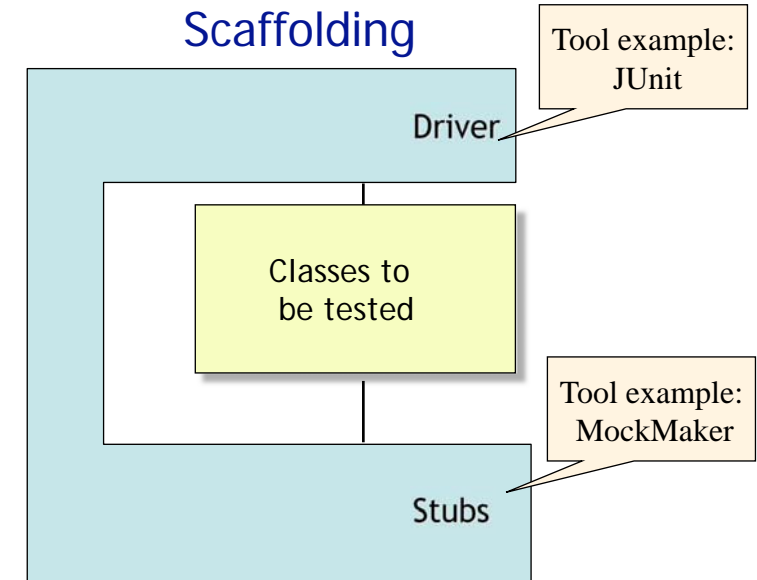 Scaffolding
Tool example:
JUnit
Driver
Classes to
be tested
Tool example:
MockMaker
Stubs